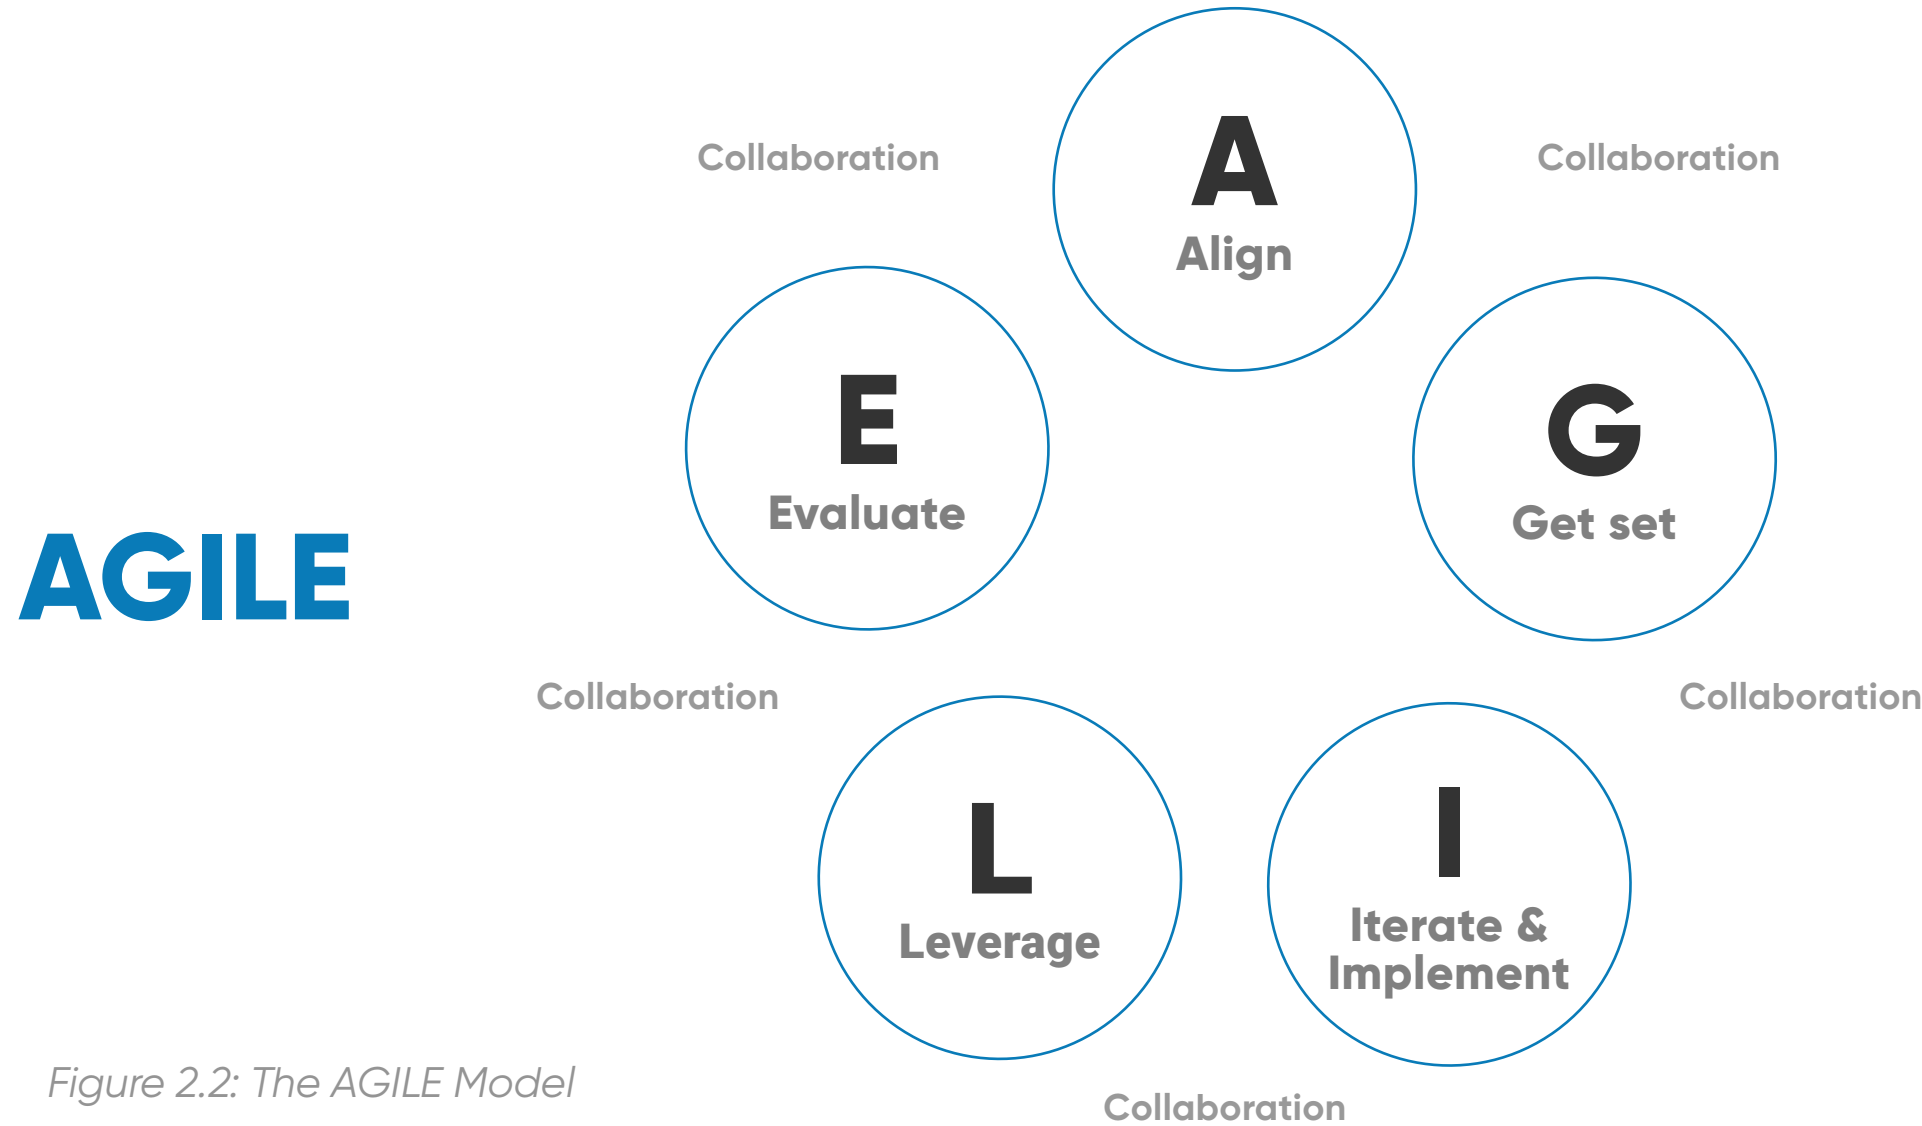 Collaboration
Collaboration
A
Align
E
Evaluate
G
Get set
AGILE
Collaboration
Collaboration
L
Leverage
I
Iterate &
Implement
Figure 2.2: The AGILE Model
Collaboration